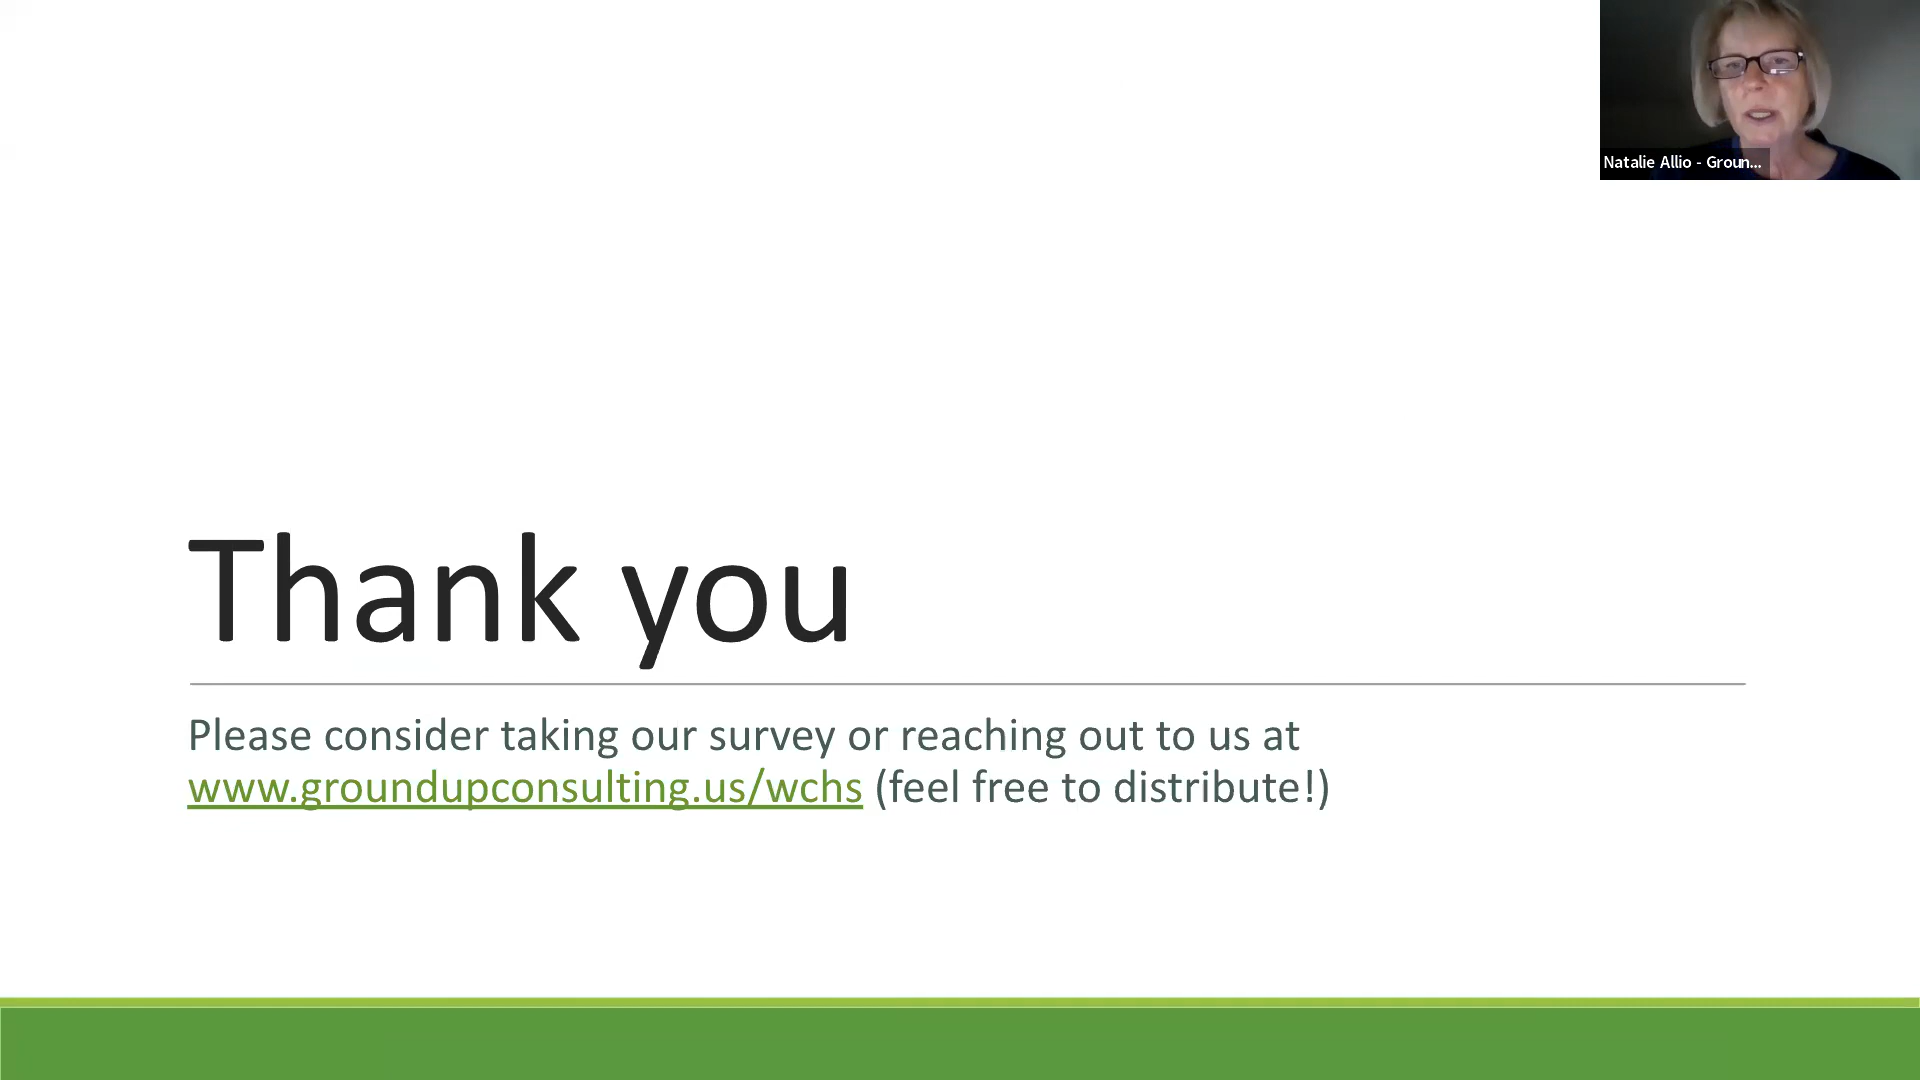 Natalie Allio - Groun...
Thank you
Please consider taking our survey or reaching out to us at
www.groundupconsulting.us/wchs (feel free to distribute!)